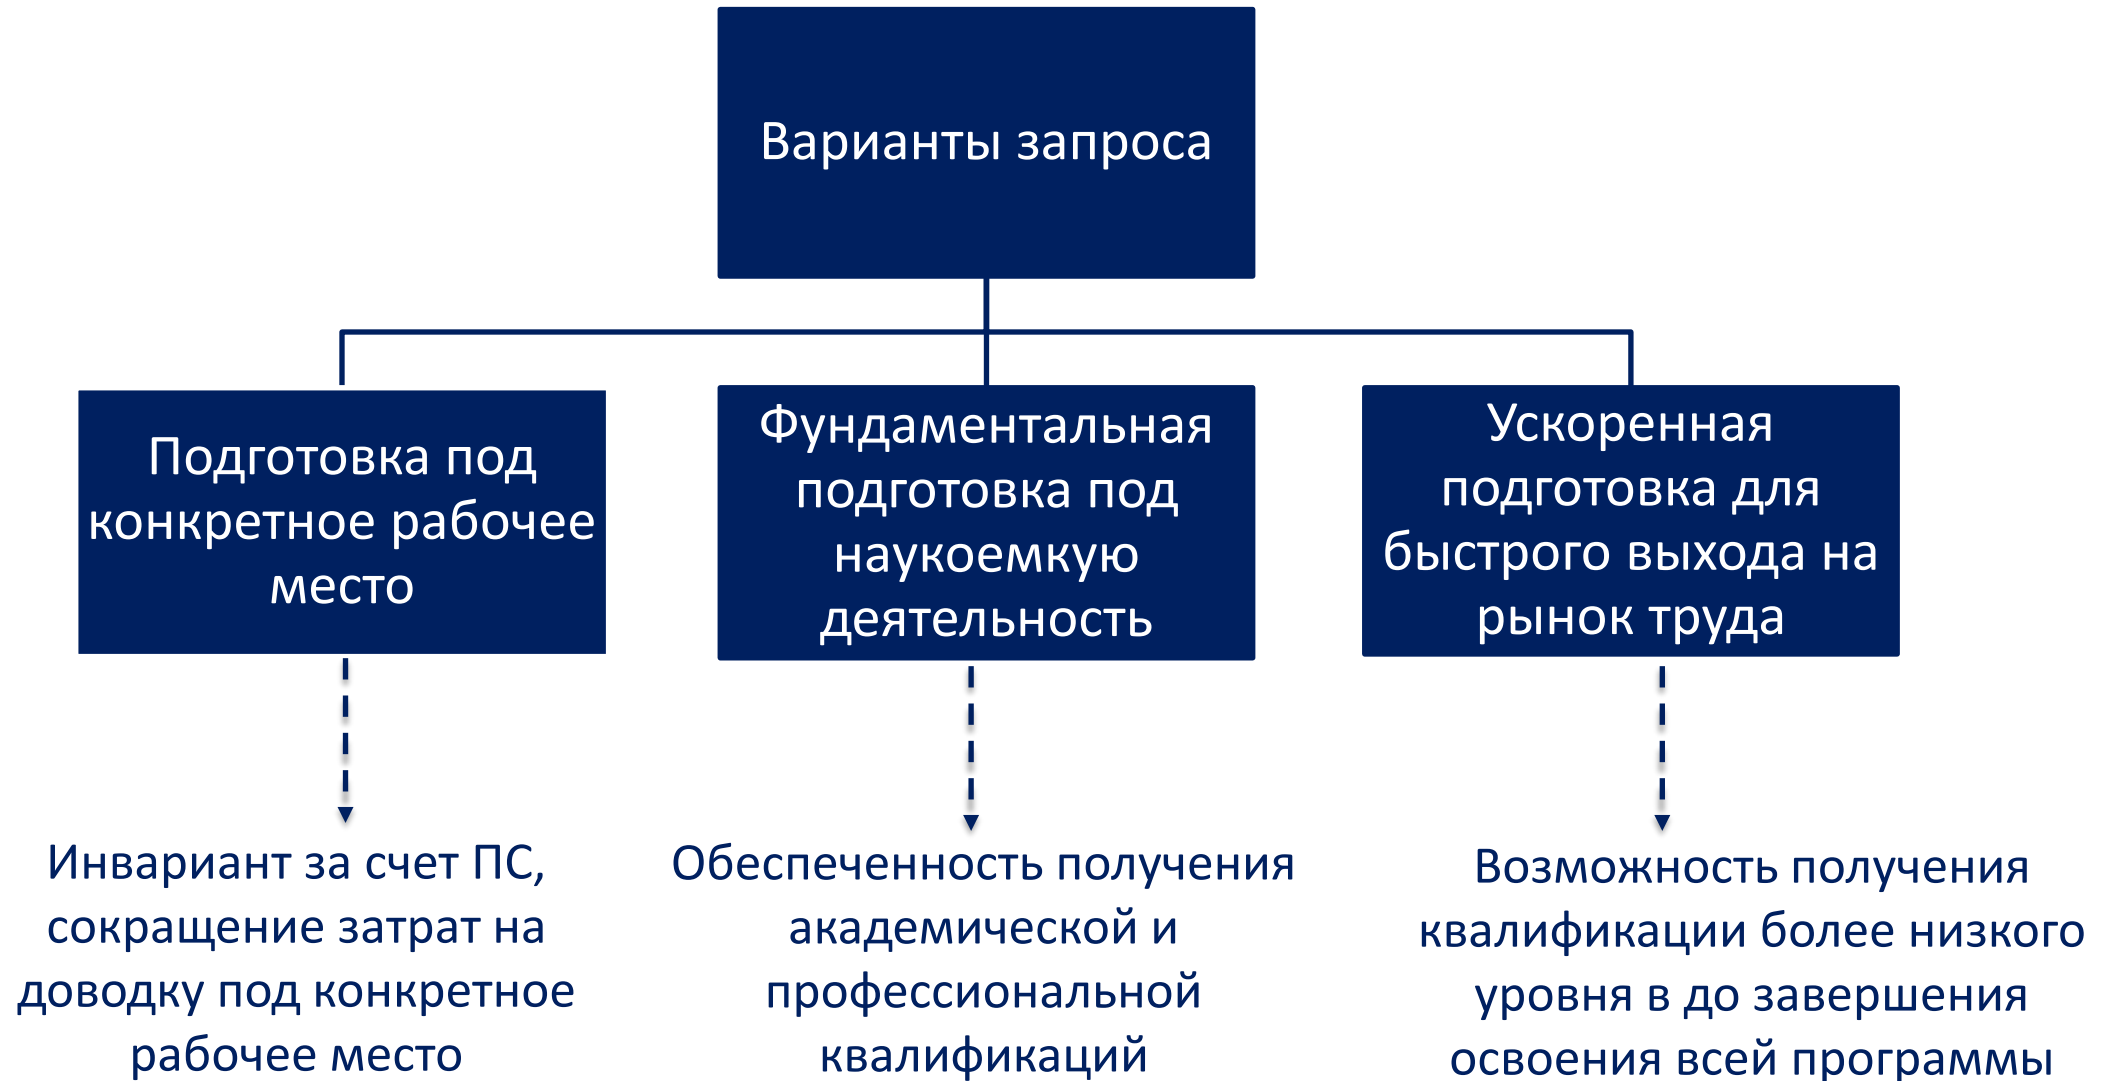 Варианты запроса
Подготовка под
конкретное рабочее
место
Фундаментальная
подготовка под
наукоемкую
деятельность
Ускоренная
подготовка для
быстрого выхода на
рынок труда
Инвариант за счет ПС,
сокращение затрат на
доводку под конкретное
рабочее место
Обеспеченность получения
академической и
профессиональной
квалификаций
Возможность получения
квалификации более низкого
уровня в до завершения
освоения всей программы